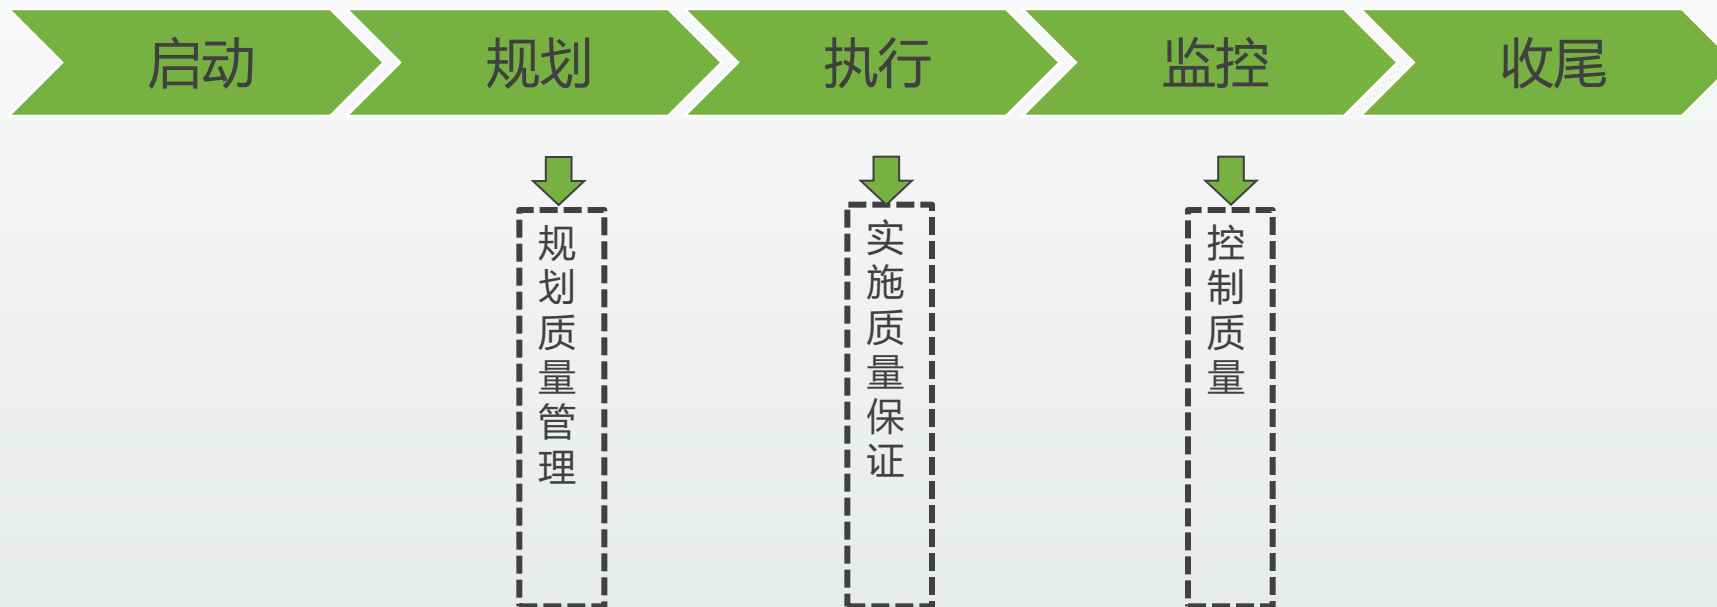 启动
规划
执行
监控
收尾
规划质量管理
实施质量保证
控制质量